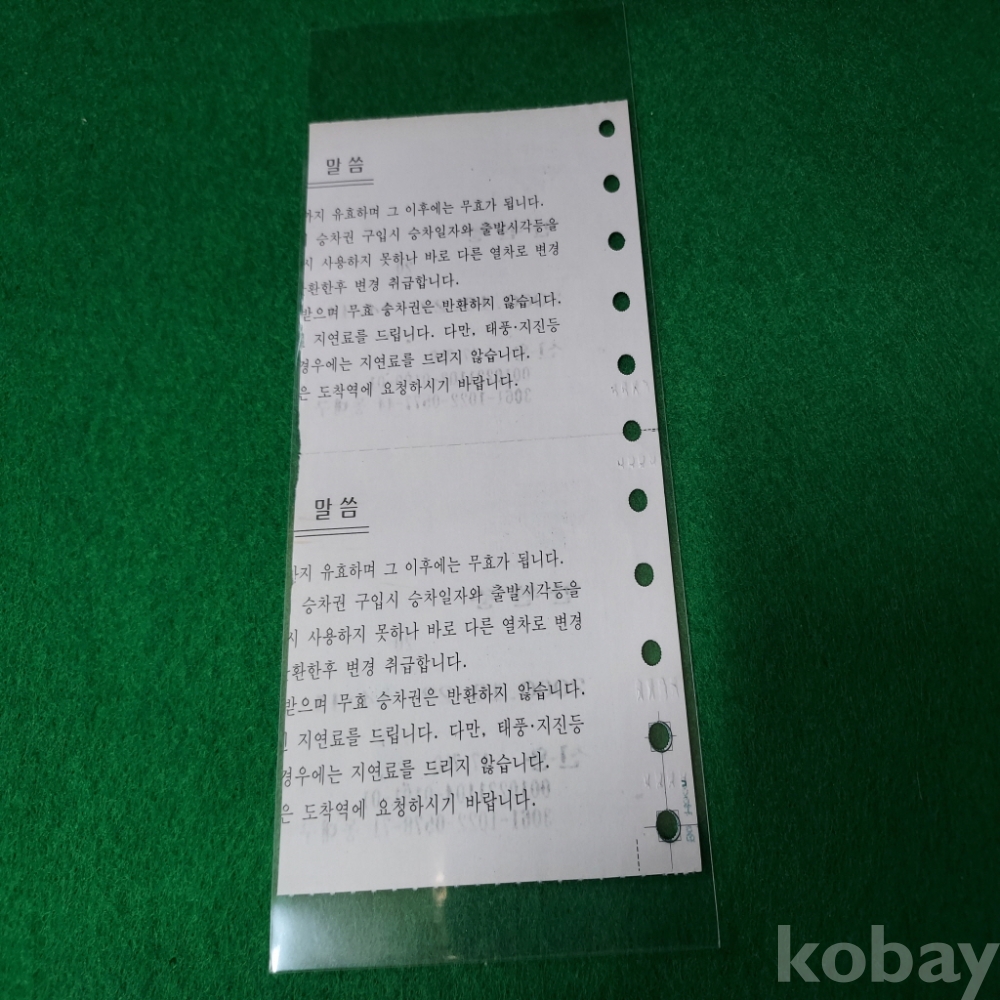 말씀
까지 유효하며 그 이후에는 무효가 됩니다.
승차권 구입시 승차일자와 출발시각등을
시 사용하지 못하나 바로 다른 열차로 변경
환한후 변경 취급합니다.
받으며 무효 승차권은 반환하지 않습니다.
지연료를 드립니다. 다만, 태풍·지진등
경우에는 지연료를 드리지 않습니다.
은 도착역에 요청하시기 바랍니다.
말씀
지 유효하며 그 이후에는 무효가 됩니다.
승차권 구입시 승차일자와 출발시각등을
시 사용하지 못하나 바로 다른 열차로 변경
환한후 변경 취급합니다.
받으며 무효 승차권은 반환하지 않습니다.
지연료를 드립니다. 다만, 태풍·지진등
경우에는 지연료를 드리지 않습니다.
은 도착역에 요청하시기 바랍니다.
kobay